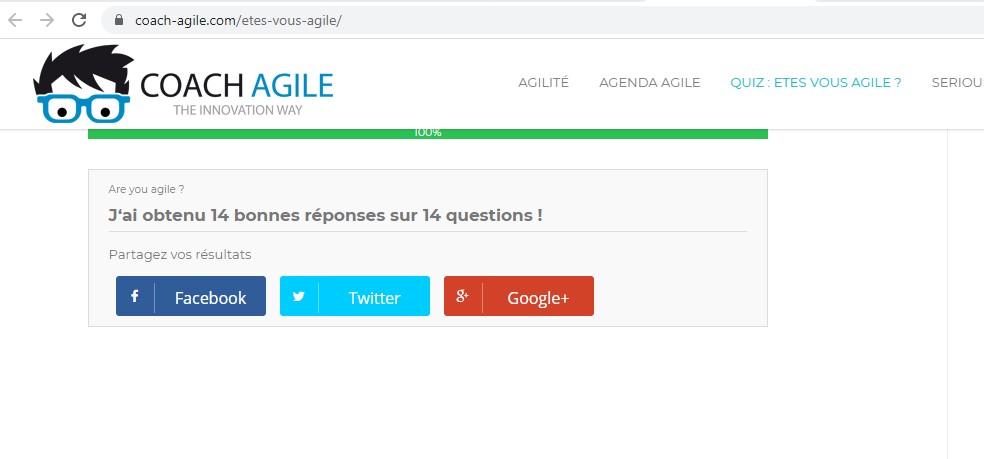 coach-agile.com/etes-vous-agile/
COACH AGILE
THE INNOVATION WAY
AGILITÉ AGENDA AGILE QUIZ : ETES VOUS AGILE ? SERIOU
100%
Are you agile ?
J‘ai obtenu 14 bonnes réponses sur 14 questions !
Partagez vos résultats
Facebook Twitter Google+